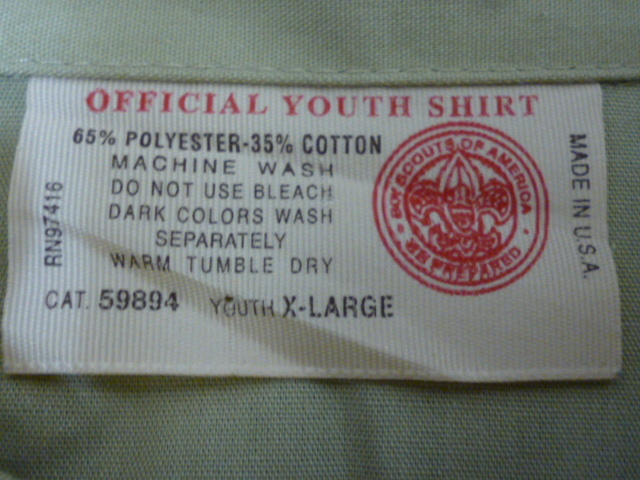 OFFICIAL YOUTH SHIRT
65% POLYESTER-35% COTTON
MACHINE WASH
DO NOT USE BLEACH
DARK COLORS WASH
SEPARATELY
WARM TUMBLE DRY
CAT. 59894 YOUTH X-LARGE
RN97416
BOY SCOUTS OF AMERICA
BE PREPARED
MADE IN U.S.A.